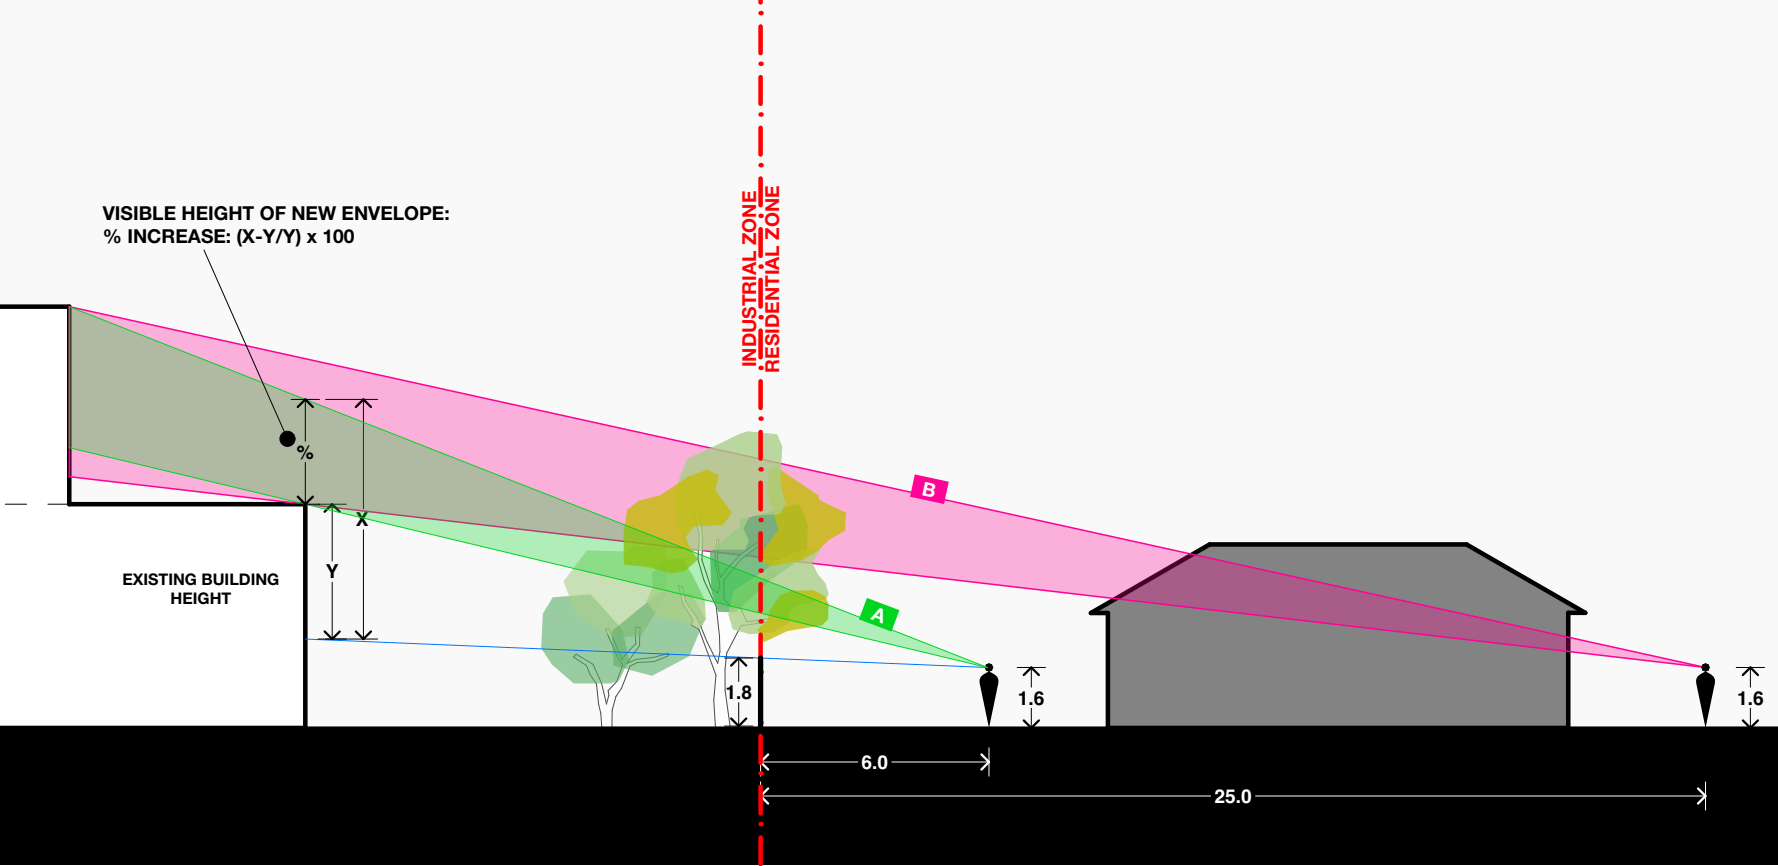 VISIBLE HEIGHT OF NEW ENVELOPE:
% INCREASE: (X-Y/Y) x 100
INDUSTRIAL ZONE
RESIDENTIAL ZONE
%
X
B
Y
EXISTING BUILDING
HEIGHT
A
1.8
1.6
1.6
6.0
25.0